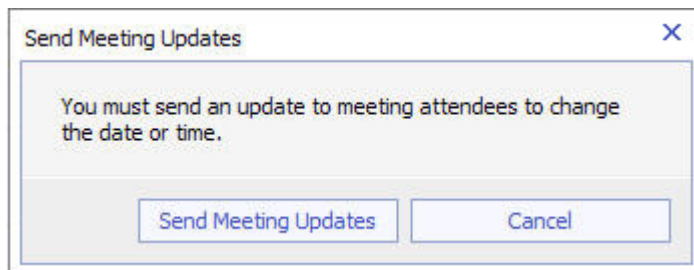 Send Meeting Updates
You must send an update to meeting attendees to change
the date or time.
Send Meeting Updates
Cancel